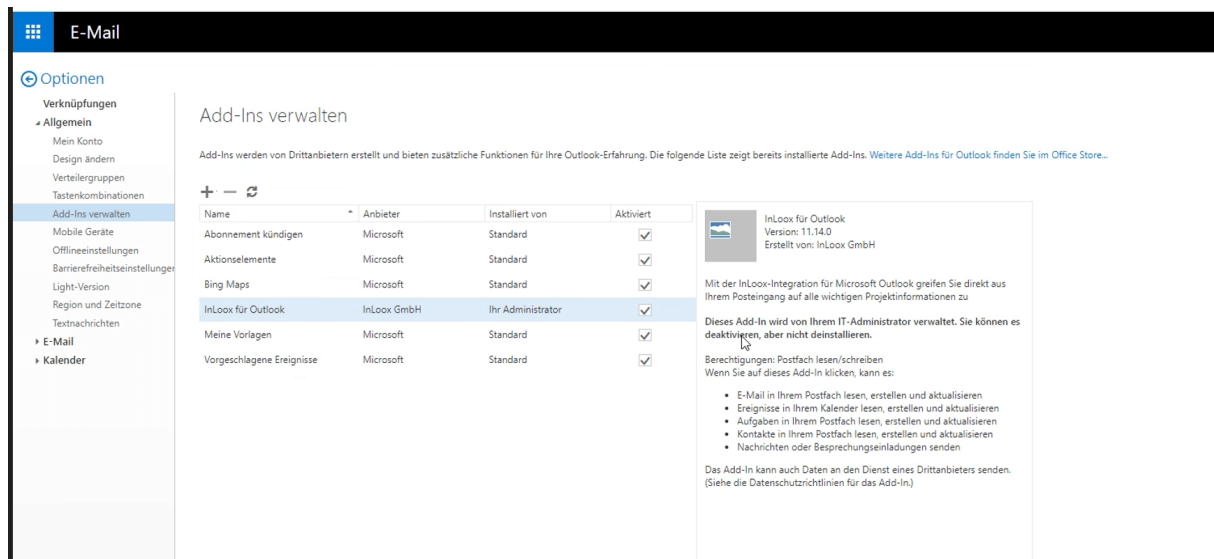 E-Mail
Optionen
Verknüpfungen
Allgemein
Mein Konto
Design ändern
Verteilergruppen
Tastenkombinationen
Add-Ins verwalten
Mobile Geräte
Offlineeinstellungen
Barrierefreiheitseinstellunger
Light-Version
Region und Zeitzone
Textnachrichten
E-Mail
Kalender
Add-Ins verwalten
Add-Ins werden von Drittanbietern erstellt und bieten zusätzliche Funktionen für Ihre Outlook-Erfahrung. Die folgende Liste zeigt bereits installierte Add-Ins. Weitere Add-Ins für Outlook finden Sie im Office Store...
Name Anbieter Installiert von Aktiviert
Abonnement kündigen Microsoft Standard
Aktionselemente Microsoft Standard
Bing Maps Microsoft Standard
InLoox für Outlook InLoox GmbH Ihr Administrator
Meine Vorlagen Microsoft Standard
Vorgeschlagene Ereignisse Microsoft Standard
InLoox für Outlook
Version: 11.14.0
Erstellt von: InLoox GmbH
Mit der InLoox-Integration für Microsoft Outlook greifen Sie direkt aus
Ihrem Posteingang auf alle wichtigen Projektinformationen zu
Dieses Add-In wird von Ihrem IT-Administrator verwaltet. Sie können es
deaktivieren, aber nicht deinstallieren.
Berechtigungen: Postfach lesen/schreiben
Wenn Sie auf dieses Add-In klicken, kann es:
• E-Mail in Ihrem Postfach lesen, erstellen und aktualisieren
• Ereignisse in Ihrem Kalender lesen, erstellen und aktualisieren
• Aufgaben in Ihrem Postfach lesen, erstellen und aktualisieren
• Kontakte in Ihrem Postfach lesen, erstellen und aktualisieren
• Nachrichten oder Besprechungseinladungen senden
Das Add-In kann auch Daten an den Dienst eines Drittanbieters senden.
(Siehe die Datenschutzrichtlinien für das Add-In.)